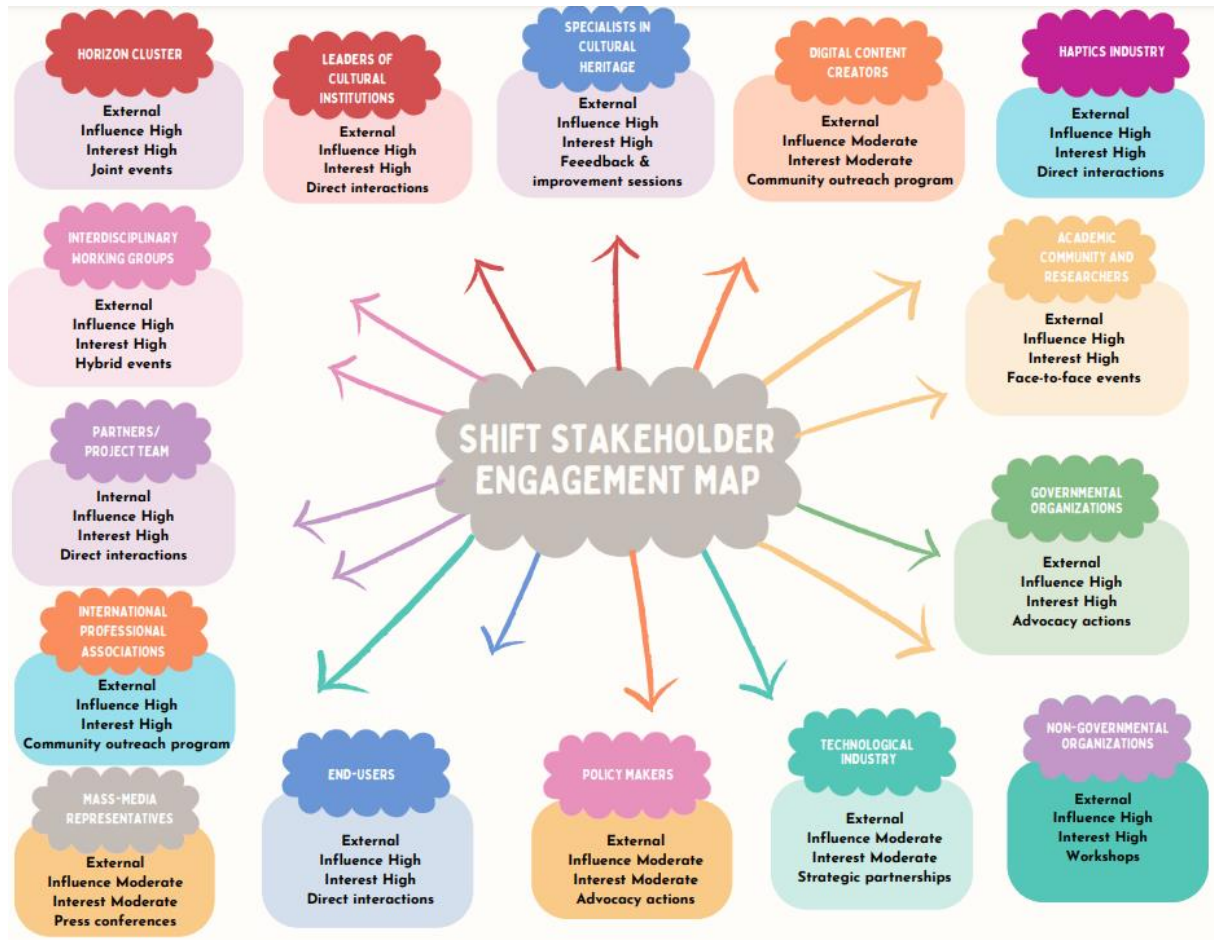 HORIZON CLUSTER
External
Influence High
Interest High
Joint events
LEADERS OF
CULTURAL
INSTITUTIONS
External
Influence High
Interest High
Direct interactions
SPECIALISTS IN
CULTURAL
HERITAGE
External
Influence High
Interest High
Feeedback &
improvement sessions
DIGITAL CONTENT
CREATORS
External
Influence Moderate
Interest Moderate
Community outreach program
HAPTICS INDUSTRY
External
Influence High
Interest High
Direct interactions
INTERDISCIPLINARY
WORKING GROUPS
External
Influence High
Interest High
Hybrid events
ACADEMIC
COMMUNITY AND
RESEARCHERS
External
Influence High
Interest High
Face-to-face events
PARTNERS/
PROJECT TEAM
Internal
Influence High
Interest High
Direct interactions
SHIFT STAKEHOLDER
ENGAGEMENT MAP
GOVERNMENTAL
ORGANIZATIONS
External
Influence High
Interest High
Advocacy actions
INTERNATIONAL
PROFESSIONAL
ASSOCIATIONS
External
Influence High
Interest High
Community outreach program
MASS-MEDIA
REPRESENTATIVES
External
Influence Moderate
Interest Moderate
Press conferences
END-USERS
External
Influence High
Interest High
Direct interactions
POLICY MAKERS
External
Influence Moderate
Interest Moderate
Advocacy actions
TECHNOLOGICAL
INDUSTRY
External
Influence Moderate
Interest Moderate
Strategic partnerships
NON-GOVERNMENTAL
ORGANIZATIONS
External
Influence High
Interest High
Workshops